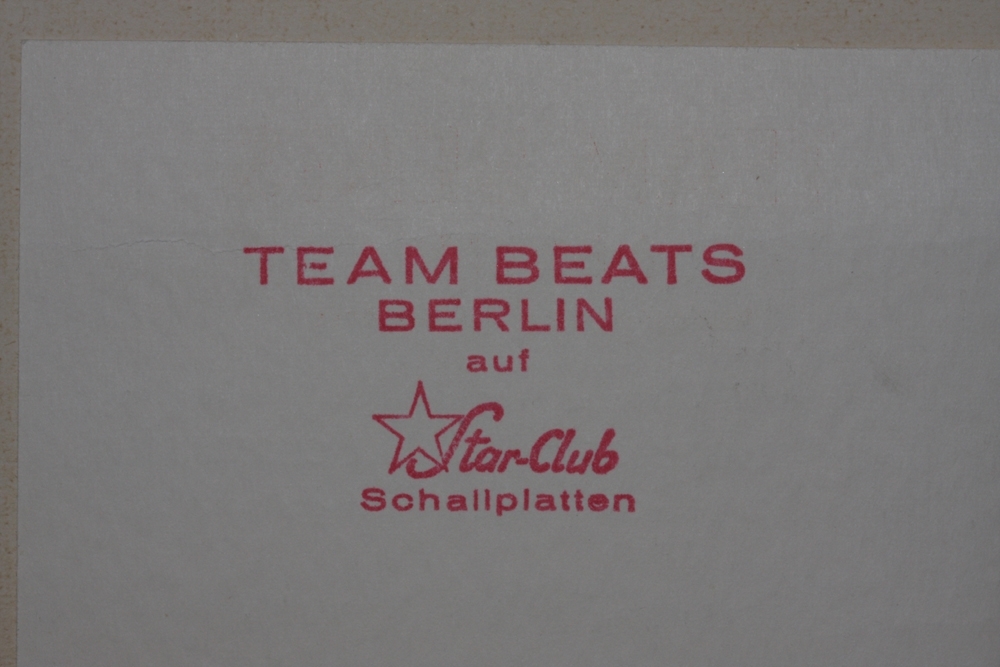 TEAM BEATS
BERLIN
auf
Star-Club
Schallplatten